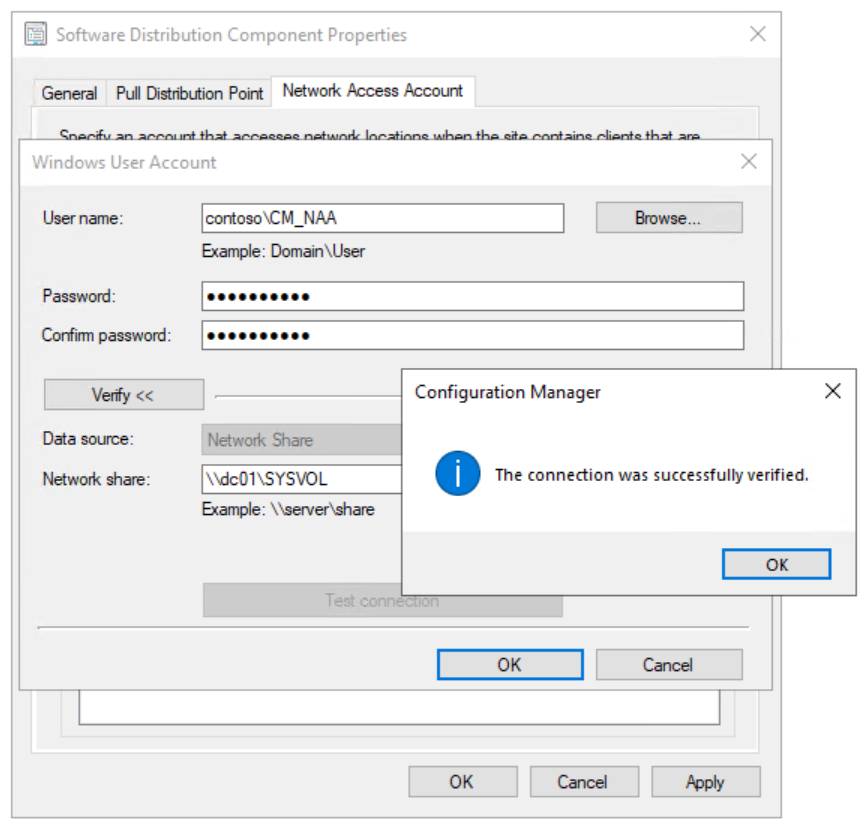 Software Distribution Component Properties
General Pull Distribution Point Network Access Account
Specify an account that accesses network locations when the site contains clients that are
Windows User Account
User name: contoso\CM_NAA Browse...
Example: Domain\User
Password: ●●●●●●●●●●
Confirm password: ●●●●●●●●●●
Verify <<
Configuration Manager
Data source: Network Share
The connection was successfully verified.
Network share: \\dc01\SYSVOL
Example: \\server\share
OK
Test connection
OK Cancel
OK Cancel Apply